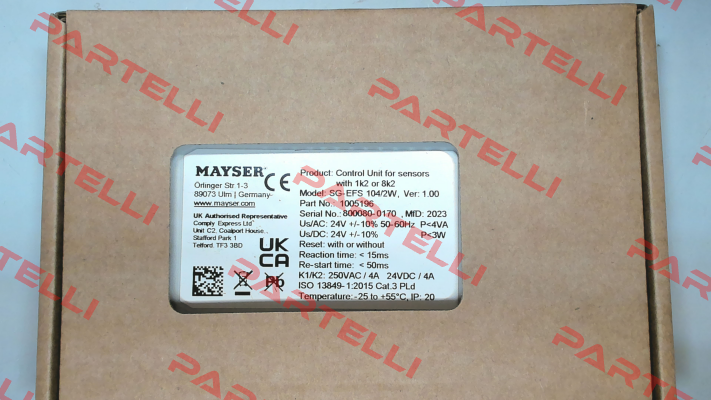 MAYSER CE
Örlinger Str 1-3
89073 Ulm | Germany
www.mayser.com
UK Authorised Representative
Comply Express Ltd
Unit C2, Coalport House,
Stafford Park 1
Telford. TF3 3BD
UK
CA
Pb
Product: Control Unit for sensors
with 1k2 or 8k2
Model: SG-EFS 104/2W, Ver: 1.00
Part No.: 1005196
Serial No.: 800080-0170, MfD: 2023
Us/AC: 24V +/-10% 50-60Hz P<4VA
Us/DC: 24V +/-10% P<3W
Reset: with or without
Reaction time: < 15ms
Re-start time: < 50ms
K1/K2: 250VAC / 4A 24VDC / 4A
ISO 13849-1:2015 Cat.3 PLd
Temperature: -25 to +55°C, IP: 20
PARTELLI
PARTELLI
PARTELLI
PARTELLI
PARTELLI
PARTELLI
PARTELLI
PARTELLI
PARTELLI